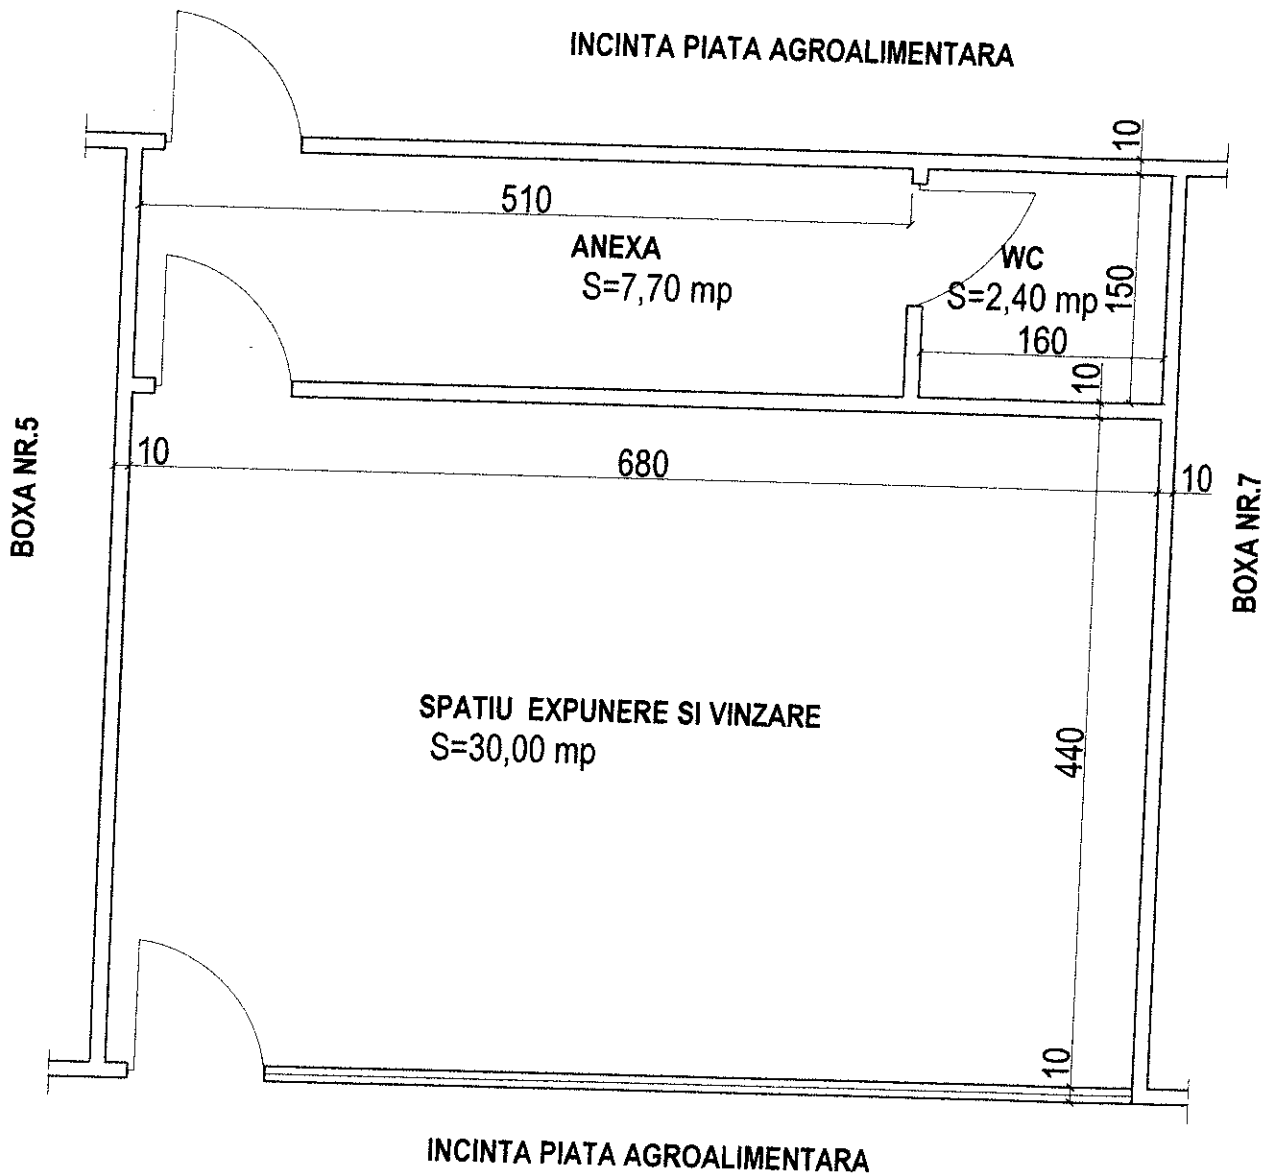 INCINTA PIATA AGROALIMENTARA
10
510
ANEXA
S=7,70 mp
WC
S=2,40 mp
150
160
10
BOXA NR.5
10
680
10
BOXA NR.7
SPATIU EXPUNERE SI VINZARE
S=30,00 mp
440
10
INCINTA PIATA AGROALIMENTARA